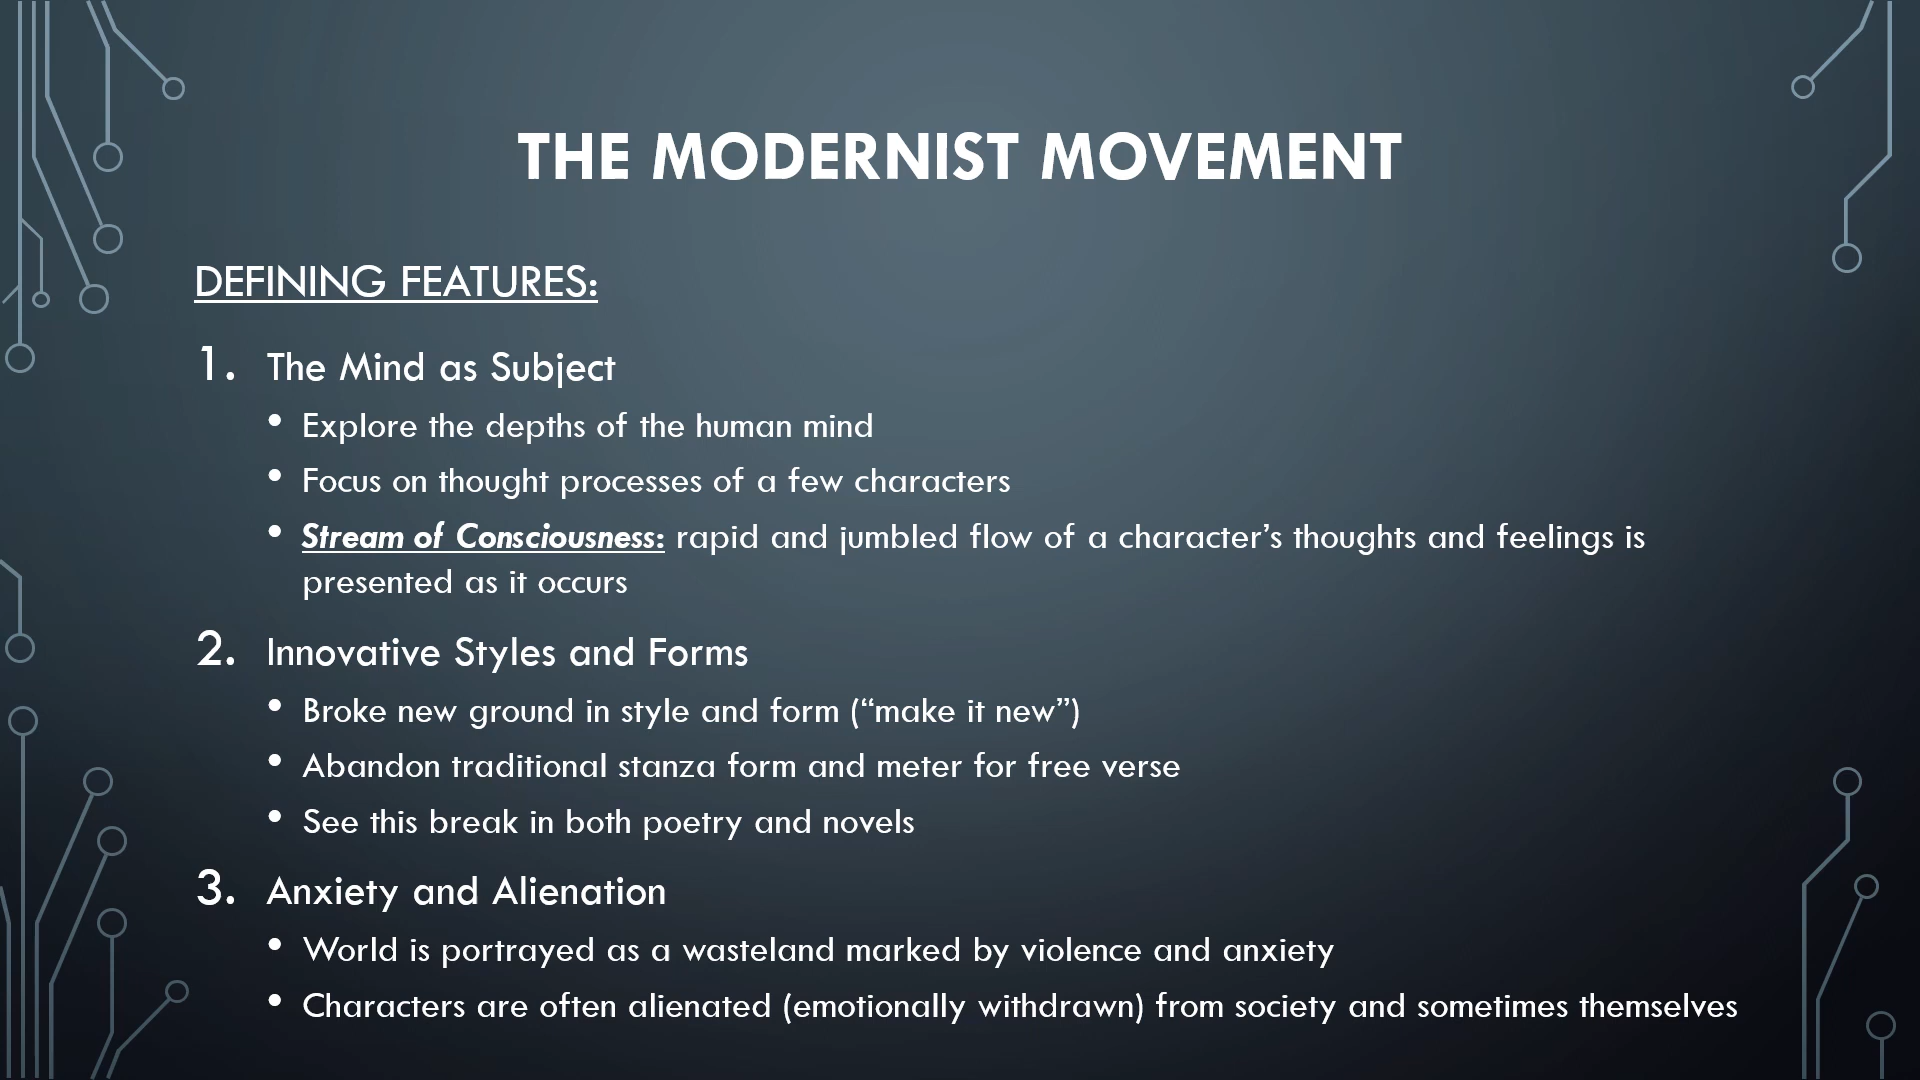 THE MODERNIST MOVEMENT
DEFINING FEATURES:
1. The Mind as Subject
• Explore the depths of the human mind
• Focus on thought processes of a few characters
• Stream of Consciousness: rapid and jumbled flow of a character’s thoughts and feelings is
presented as it occurs
2. Innovative Styles and Forms
• Broke new ground in style and form (“make it new”)
• Abandon traditional stanza form and meter for free verse
• See this break in both poetry and novels
3. Anxiety and Alienation
• World is portrayed as a wasteland marked by violence and anxiety
• Characters are often alienated (emotionally withdrawn) from society and sometimes themselves